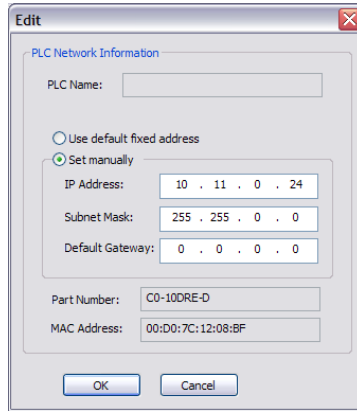 Edit
PLC Network Information
PLC Name:
Use default fixed address
Set manually
IP Address: 10 . 11 . 0 . 24
Subnet Mask: 255 . 255 . 0 . 0
Default Gateway: 0 . 0 . 0 . 0
Part Number: C0-10DRE-D
MAC Address: 00:D0:7C:12:08:BF
OK Cancel